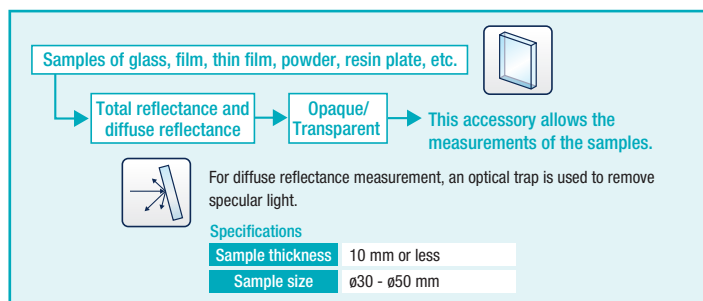 Samples of glass, film, thin film, powder, resin plate, etc.
Total reflectance and
diffuse reflectance
Opaque/
Transparent
This accessory allows the
measurements of the samples.
For diffuse reflectance measurement, an optical trap is used to remove
specular light.
Specifications
Sample thickness 10 mm or less
Sample size ø30 - ø50 mm